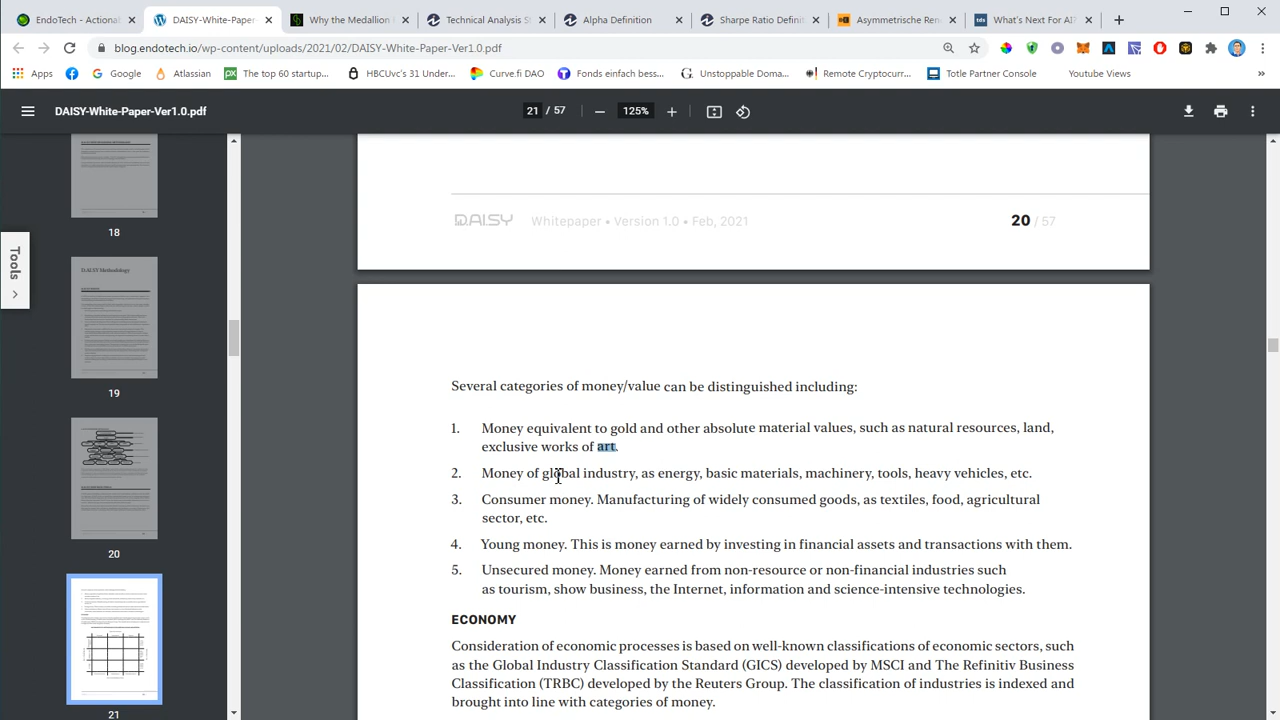 EndoTech - Actional
DAISY-White-Paper-
Why the Medallion
Technical Analysis S
Alpha Definition
Sharpe Ratio Defini
Asymmetrische Ren
What's Next For AI?
blog.endotech.io/wp-content/uploads/2021/02/DAISY-White-Paper-Ver1.0.pdf
Apps
Google
Atlassian
The top 60 startup...
HBCUvc's 31 Under...
Curve.fi DAO
Fonds einfach bess...
Unstoppable Doma...
Remote Cryptocurr...
Totle Partner Console
Youtube Views
DAISY-White-Paper-Ver1.0.pdf
21 / 57
125%
Tools
18
19
20
21
D.AI.SY Whitepaper • Version 1.0 • Feb, 2021 20 / 57
Several categories of money/value can be distinguished including:
1. Money equivalent to gold and other absolute material values, such as natural resources, land,
exclusive works of art.
2. Money of global industry, as energy, basic materials, machinery, tools, heavy vehicles, etc.
3. Consumer money. Manufacturing of widely consumed goods, as textiles, food, agricultural
sector, etc.
4. Young money. This is money earned by investing in financial assets and transactions with them.
5. Unsecured money. Money earned from non-resource or non-financial industries such
as tourism, show business, the Internet, information and science-intensive technologies.
ECONOMY
Consideration of economic processes is based on well-known classifications of economic sectors, such
as the Global Industry Classification Standard (GICS) developed by MSCI and The Refinitiv Business
Classification (TRBC) developed by the Reuters Group. The classification of industries is indexed and
brought into line with categories of money.